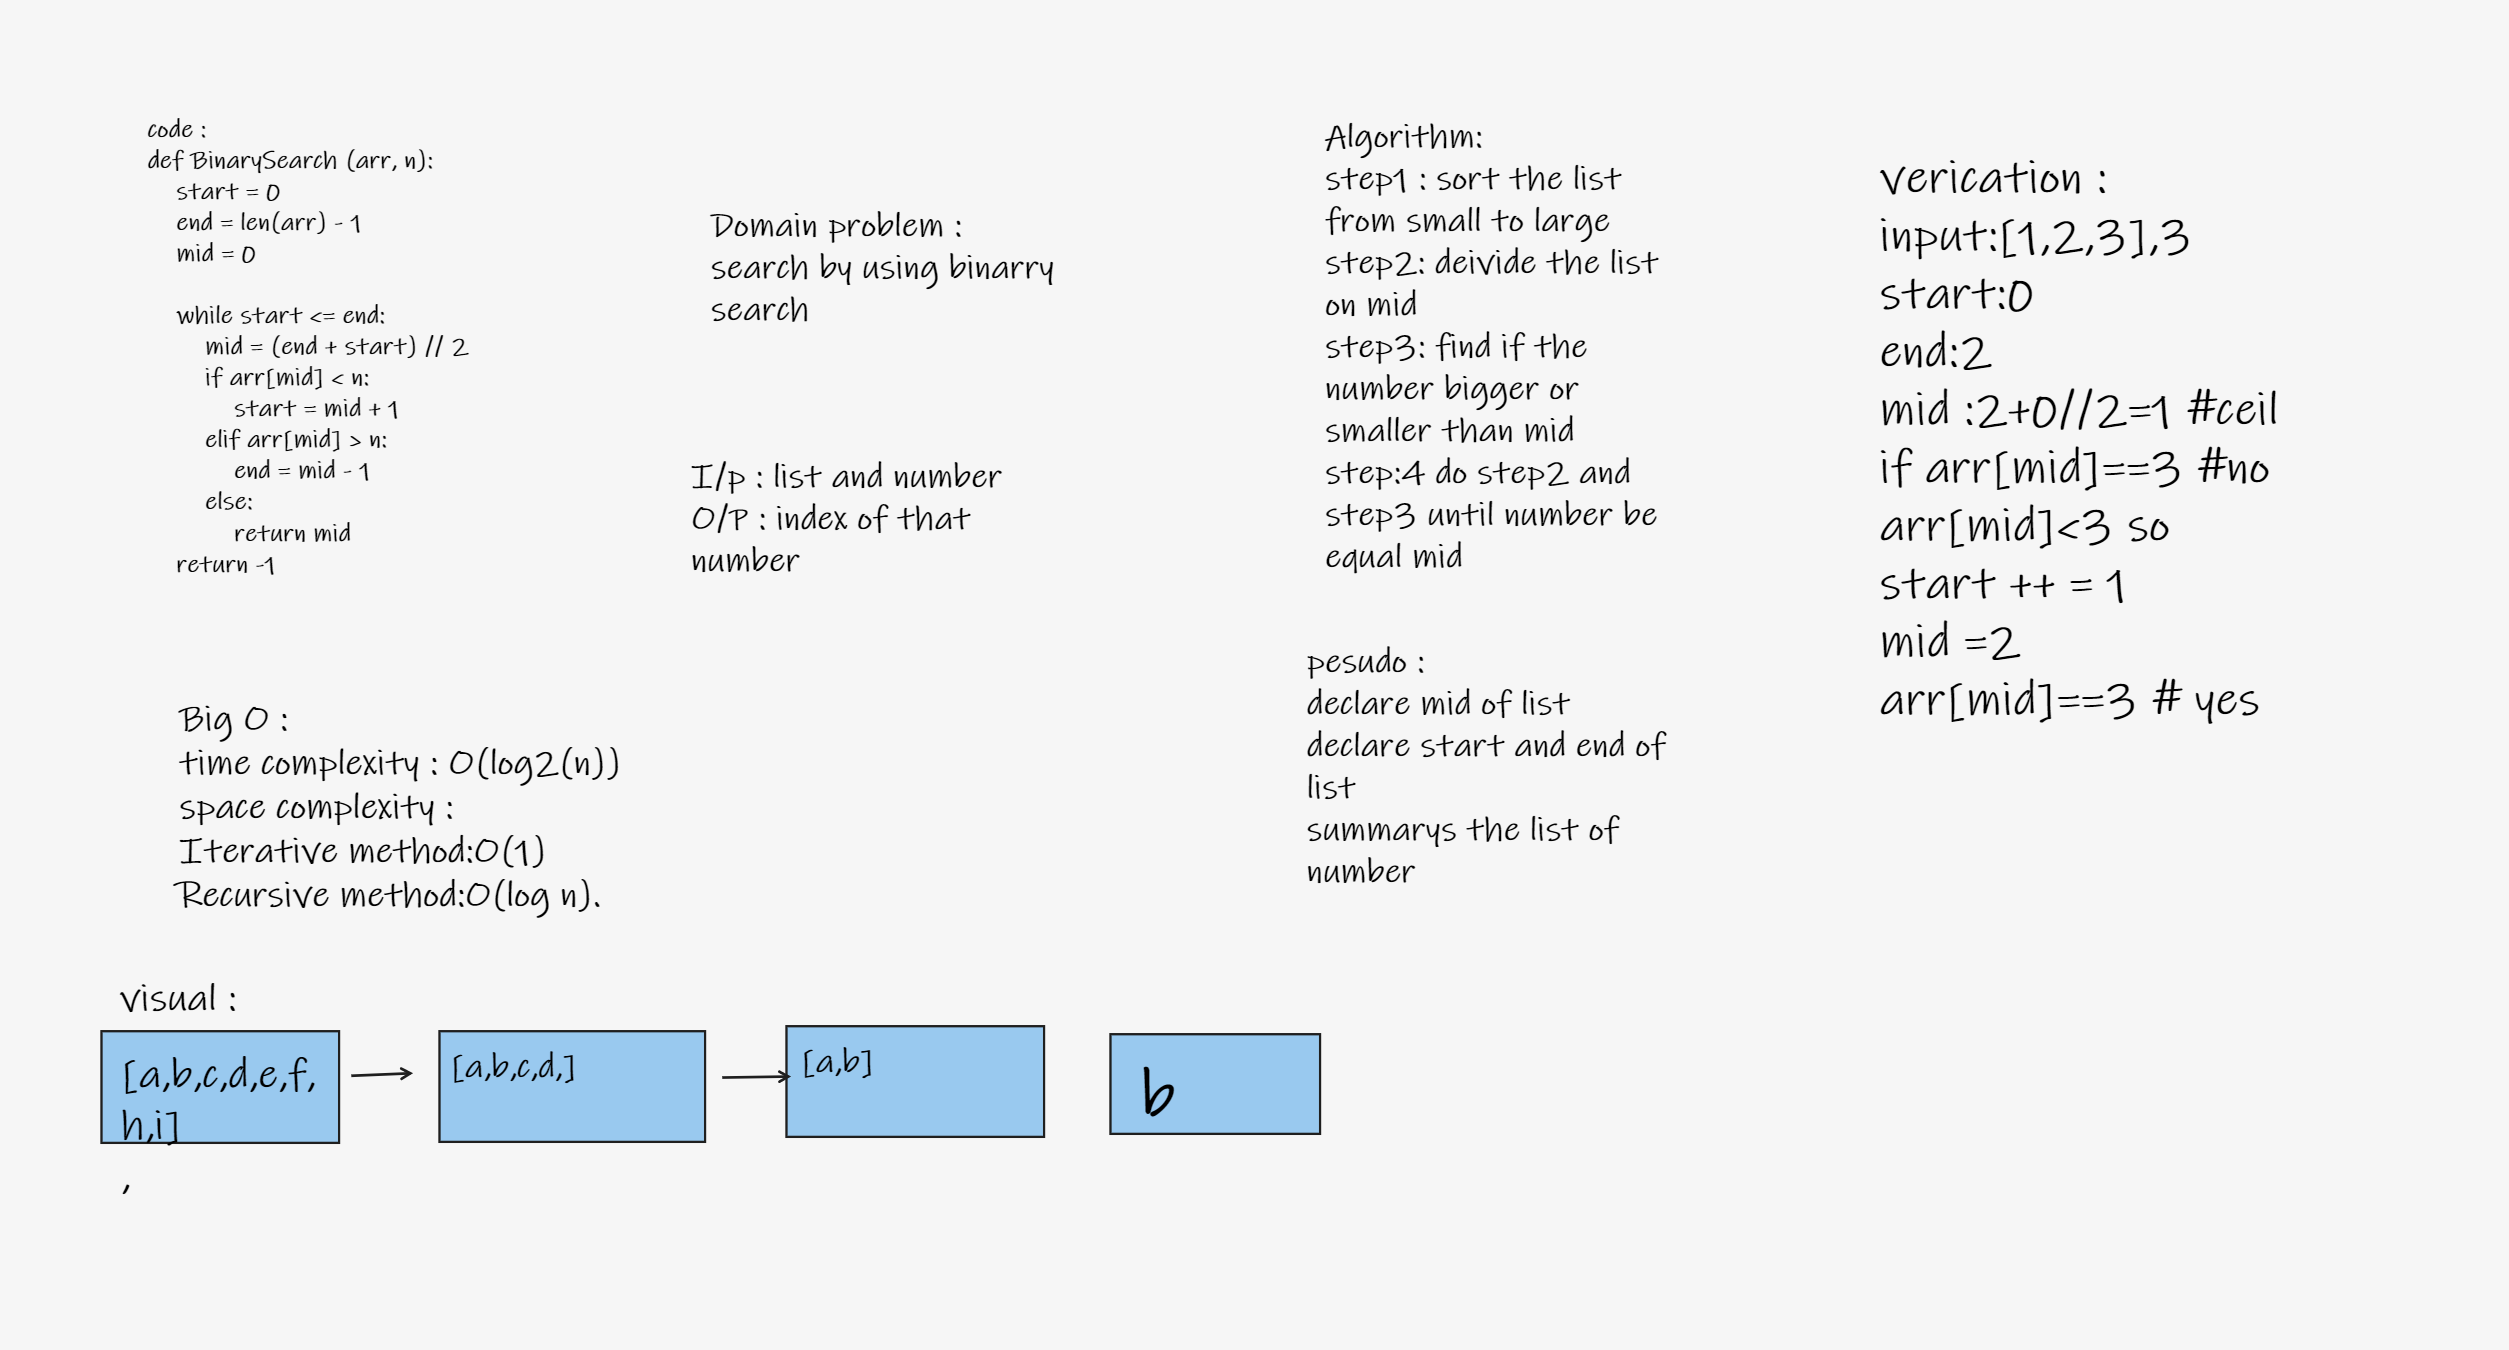 code :
def BinarySearch (arr, n):
start = 0
end = len(arr) - 1
mid = 0
while start <= end:
mid = (end + start) // 2
if arr[mid] < n:
start = mid + 1
elif arr[mid] > n:
end = mid - 1
else:
return mid
return -1
Domain problem :
search by using binarry
search
I/p : list and number
O/P : index of that
number
Algorithm:
step1 : sort the list
from small to large
step2: deivide the list
on mid
step3: find if the
number bigger or
smaller than mid
step:4 do step2 and
step3 until number be
equal mid
verication :
input:[1,2,3],3
start:0
end:2
mid :2+0//2=1 #ceil
if arr[mid]==3 #no
arr[mid]<3 so
start ++ = 1
mid =2
arr[mid]==3 # yes
Big O :
time complexity : O(log2(n))
space complexity :
Iterative method:O(1)
Recursive method:O(log n).
pesudo :
declare mid of list
declare start and end of
list
summarys the list of
number
visual :
[a,b,c,d,e,f,
h,i]
,
[a,b,c,d,]
[a,b]
b